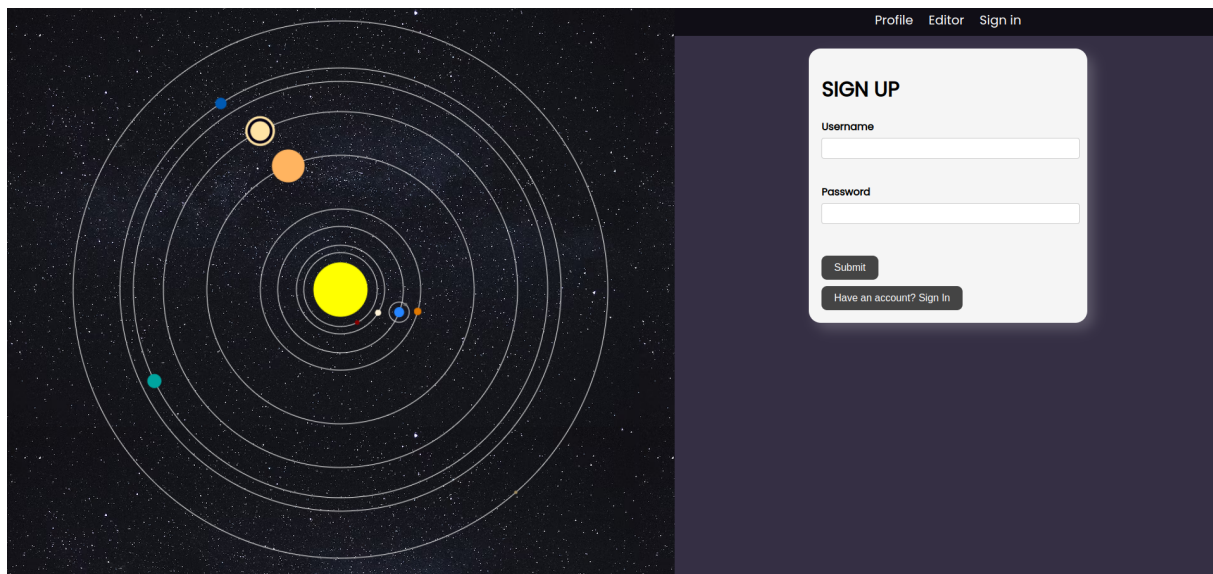 Profile Editor Sign in
SIGN UP
Username
Password
Submit
Have an account? Sign In